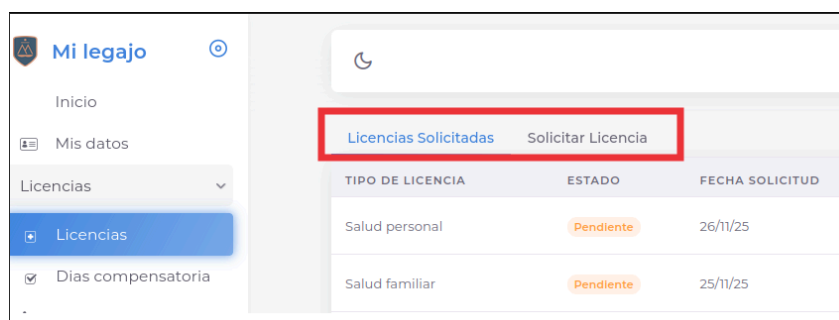 Mi legajo
Inicio
Mis datos
Licencias
Licencias
Dias compensatoria
Licencias Solicitadas Solicitar Licencia
TIPO DE LICENCIA ESTADO FECHA SOLICITUD
Salud personal Pendiente 26/11/25
Salud familiar Pendiente 25/11/25